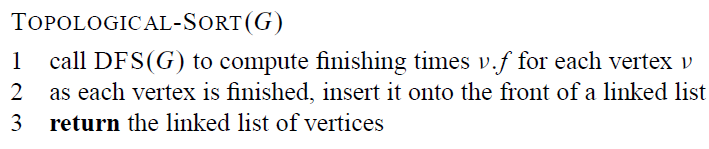 TOPOLOGICAL-SORT(G)
1 call DFS(G) to compute finishing times v.f for each vertex v
2 as each vertex is finished, insert it onto the front of a linked list
3 return the linked list of vertices